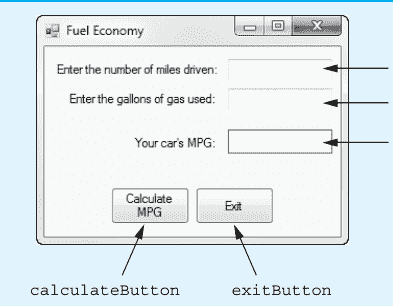 Fuel Economy
Enter the number of miles driven:
Enter the gallons of gas used:
Your car's MPG:
Calculate
MPG
Exit
calculateButton
exitButton